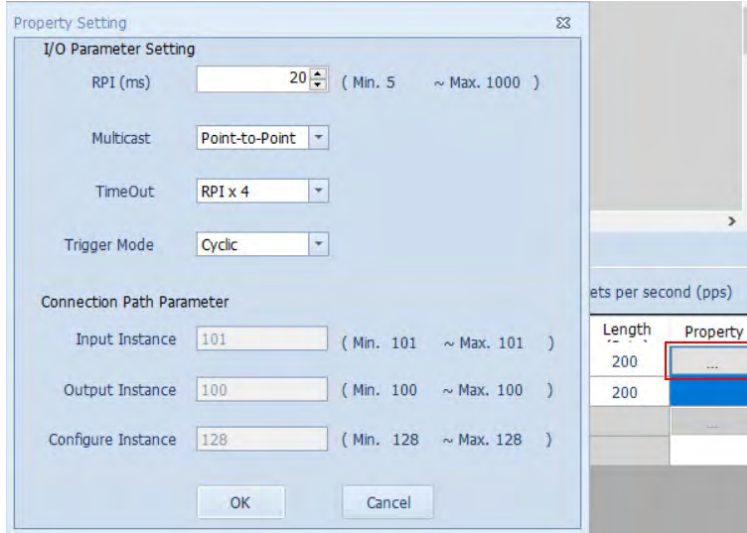 Property Setting
I/O Parameter Setting
RPI (ms) 20 ( Min. 5 ~ Max. 1000 )
Multicast Point-to-Point
TimeOut RPI x 4
Trigger Mode Cyclic
Connection Path Parameter
Input Instance 101 ( Min. 101 ~ Max. 101 )
Output Instance 100 ( Min. 100 ~ Max. 100 )
Configure Instance 128 ( Min. 128 ~ Max. 128 )
OK Cancel
ets per second (pps)
Length Property
200 ...
200
...